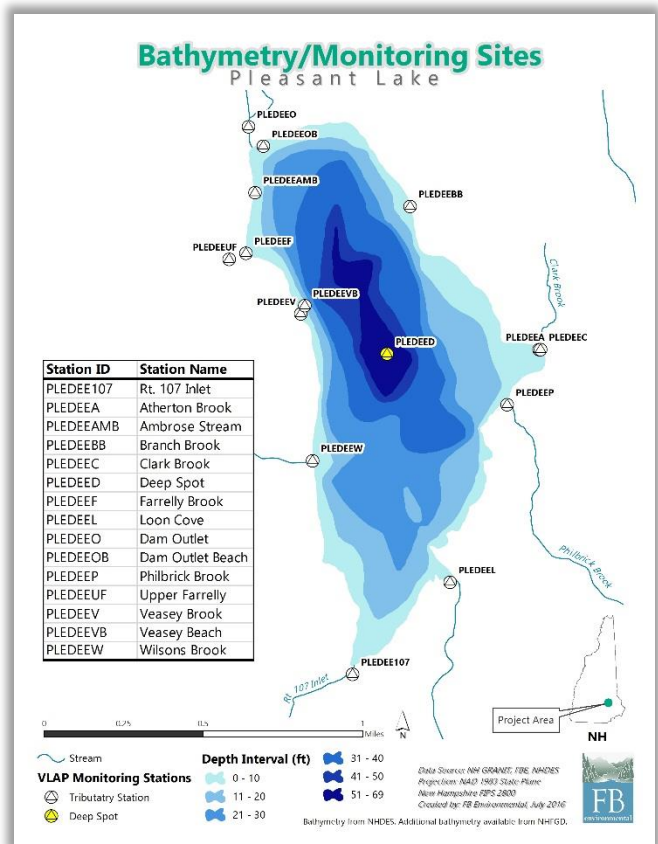 Bathymetry/Monitoring Sites
Pleasant Lake
PLEDEEO
PLEDEEOB
PLEDEEAMB
PLEDEEBB
PLEDEEUF
PLEDEEF
PLEDEEVB
PLEDEEV
Clark Brook
PLEDEEA PLEDEEC
PLEDEED
PLEDEEP
PLEDEEW
Philbrick Brook
PLEDEEL
PLEDEE107
Rt. 107 Inlet
Station ID Station Name
PLEDEE107 Rt. 107 Inlet
PLEDEEA Atherton Brook
PLEDEEAMB Ambrose Stream
PLEDEEBB Branch Brook
PLEDEEC Clark Brook
PLEDEED Deep Spot
PLEDEEF Farrelly Brook
PLEDEEL Loon Cove
PLEDEEO Dam Outlet
PLEDEEOB Dam Outlet Beach
PLEDEEP Philbrick Brook
PLEDEEUF Upper Farrelly
PLEDEEV Veasey Brook
PLEDEEVB Veasey Beach
PLEDEEW Wilsons Brook
0 0.25 0.5 1
Miles
N
Project Area
NH
Stream
VLAP Monitoring Stations
Tributatry Station
Deep Spot
Depth Interval (ft)
0 - 10
11 - 20
21 - 30
31 - 40
41 - 50
51 - 69
Data Source: NH GRANIT, FBE, NHDES
Projection: NAD 1983 State Plane
New Hampshire FIPS 2800
Created by: FB Environmental, July 2016
Bathymetry from NHDES. Additional bathymetry available from NHFGD.
FB
environmental